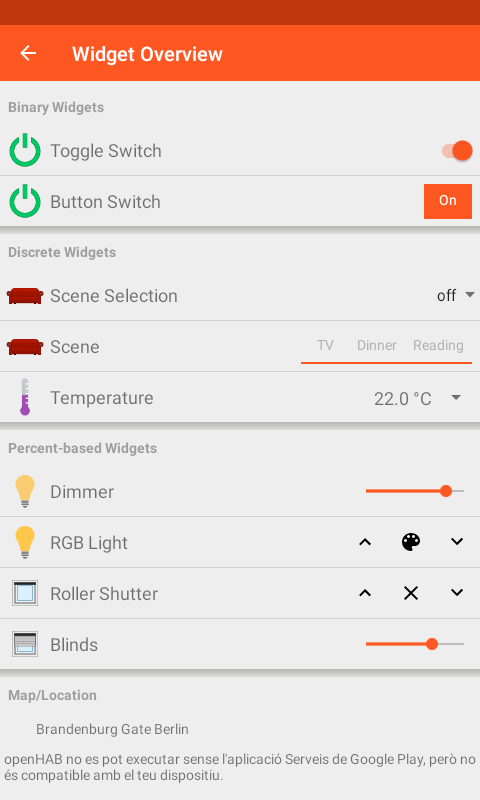 Widget Overview
Binary Widgets
Toggle Switch
Button Switch
On
Discrete Widgets
Scene Selection
off
Scene
TV
Dinner
Reading
Temperature
22.0 °C
Percent-based Widgets
Dimmer
RGB Light
Roller Shutter
Blinds
Map/Location
Brandenburg Gate Berlin
openHAB no es pot executar sense l'aplicació Serveis de Google Play, però no
és compatible amb el teu dispositiu.